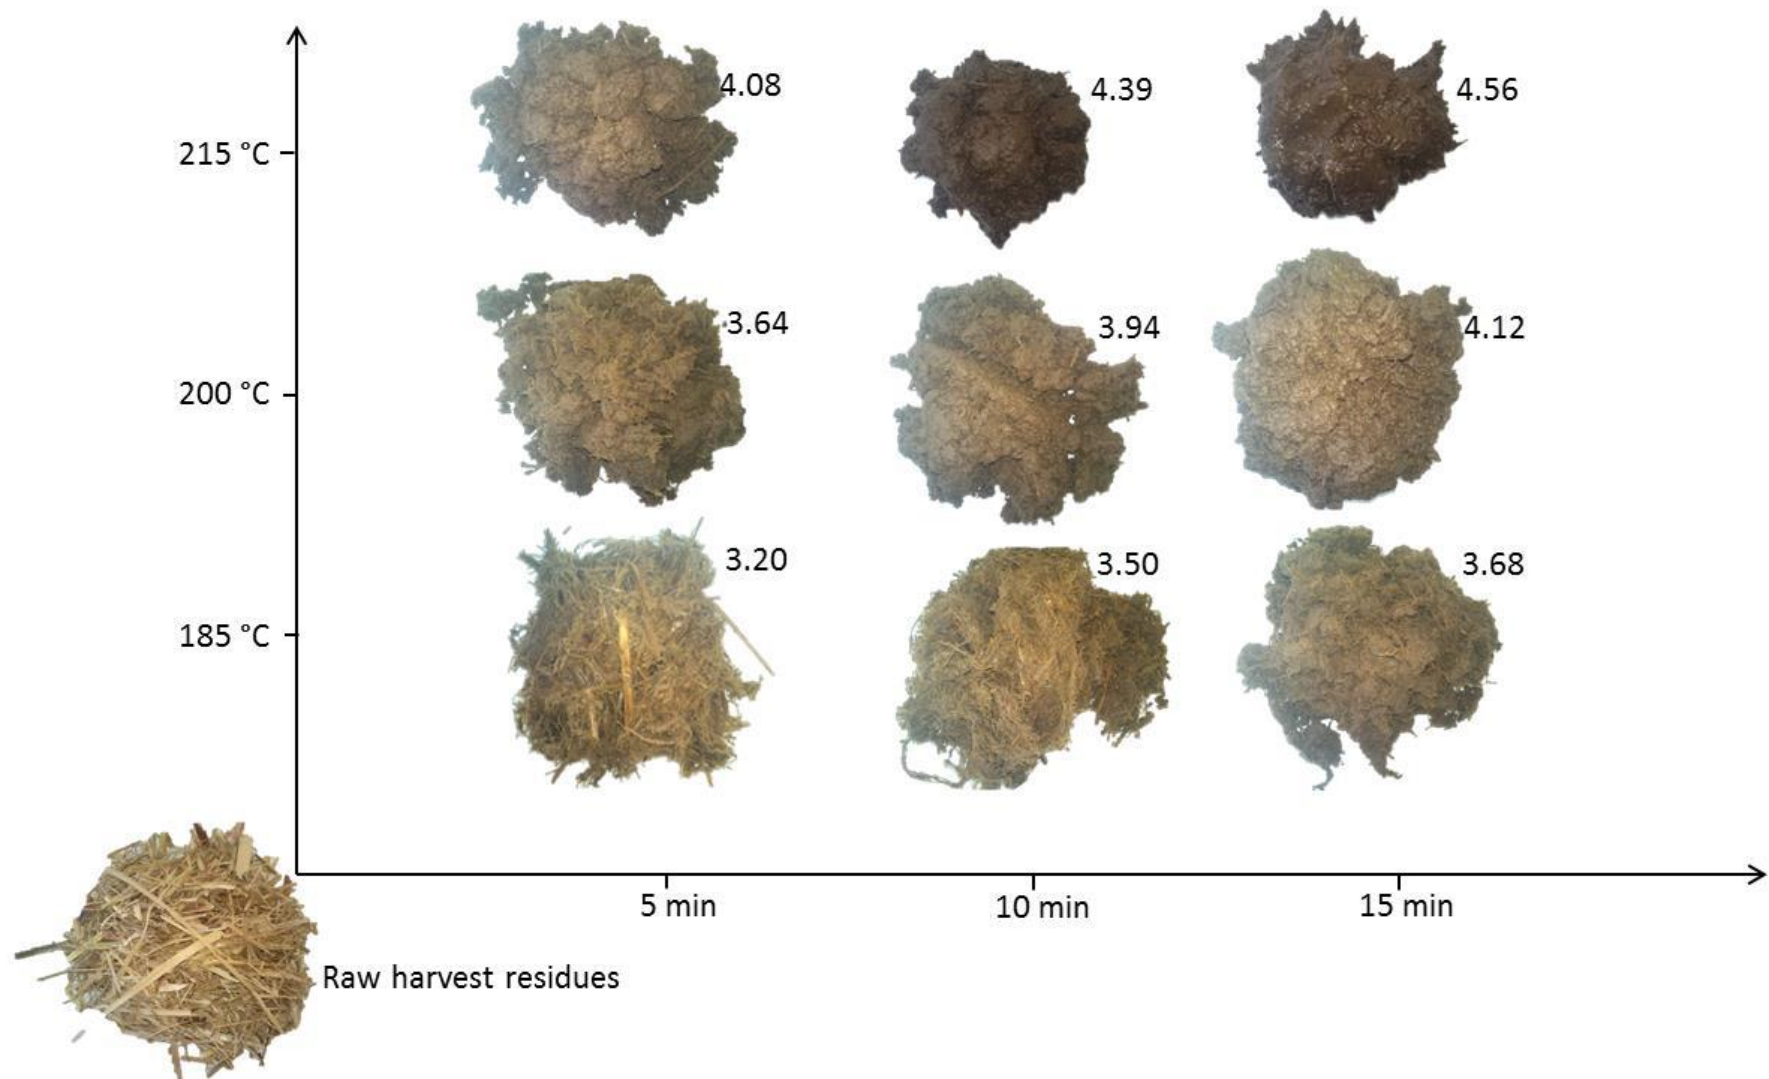 4.08
4.39
4.56
215 °C
3.64
3.94
4.12
200 °C
3.20
3.50
3.68
185 °C
5 min
10 min
15 min
Raw harvest residues